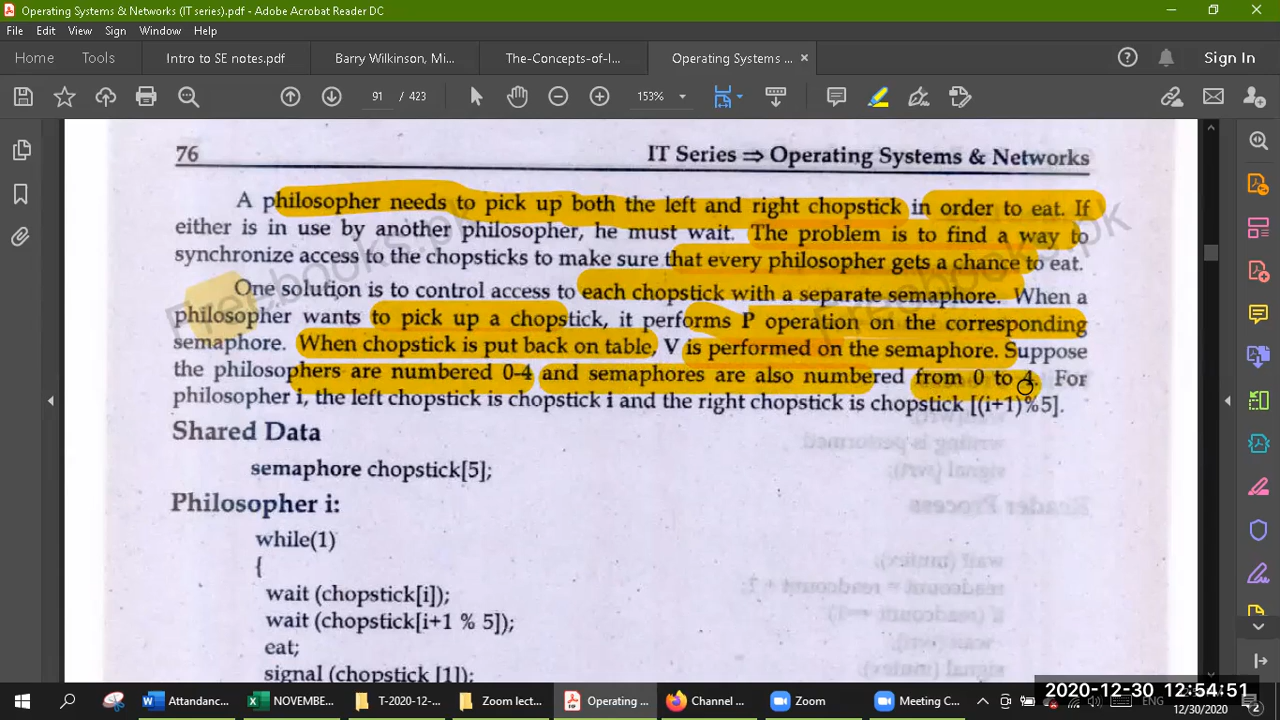 Operating Systems & Networks (IT series).pdf - Adobe Acrobat Reader DC
File Edit View Sign Window Help
Home Tools Intro to SE notes.pdf Barry Wilkinson, Mi... The-Concepts-of-I... Operating Systems ... × Sign In
91 / 423 153%
76 IT Series ⇒ Operating Systems & Networks
A philosopher needs to pick up both the left and right chopstick in order to eat. If
either is in use by another philosopher, he must wait. The problem is to find a way to
synchronize access to the chopsticks to make sure that every philosopher gets a chance to eat.
One solution is to control access to each chopstick with a separate semaphore. When a
philosopher wants to pick up a chopstick, it performs P operation on the corresponding
semaphore. When chopstick is put back on table, V is performed on the semaphore. Suppose
the philosophers are numbered 0-4 and semaphores are also numbered from 0 to 4. For
philosopher i, the left chopstick is chopstick i and the right chopstick is chopstick [(i+1)%5].
Shared Data
semaphore chopstick[5];
Philosopher i:
while(1)
{
wait (chopstick[i]);
wait (chopstick[i+1 % 5]);
eat;
signal (chopstick [1]);
Attandanc... NOVEMBE... T-2020-12-... Zoom lect... Operating ... Channel ... Zoom Meeting C... ENG
2020-12-30 12:54:51
12/30/2020